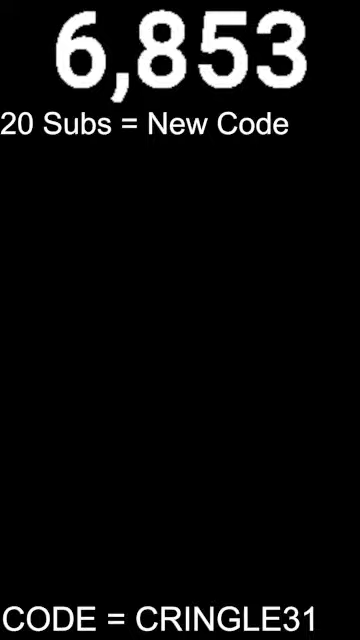 6,853
20 Subs = New Code
CODE = CRINGLE31